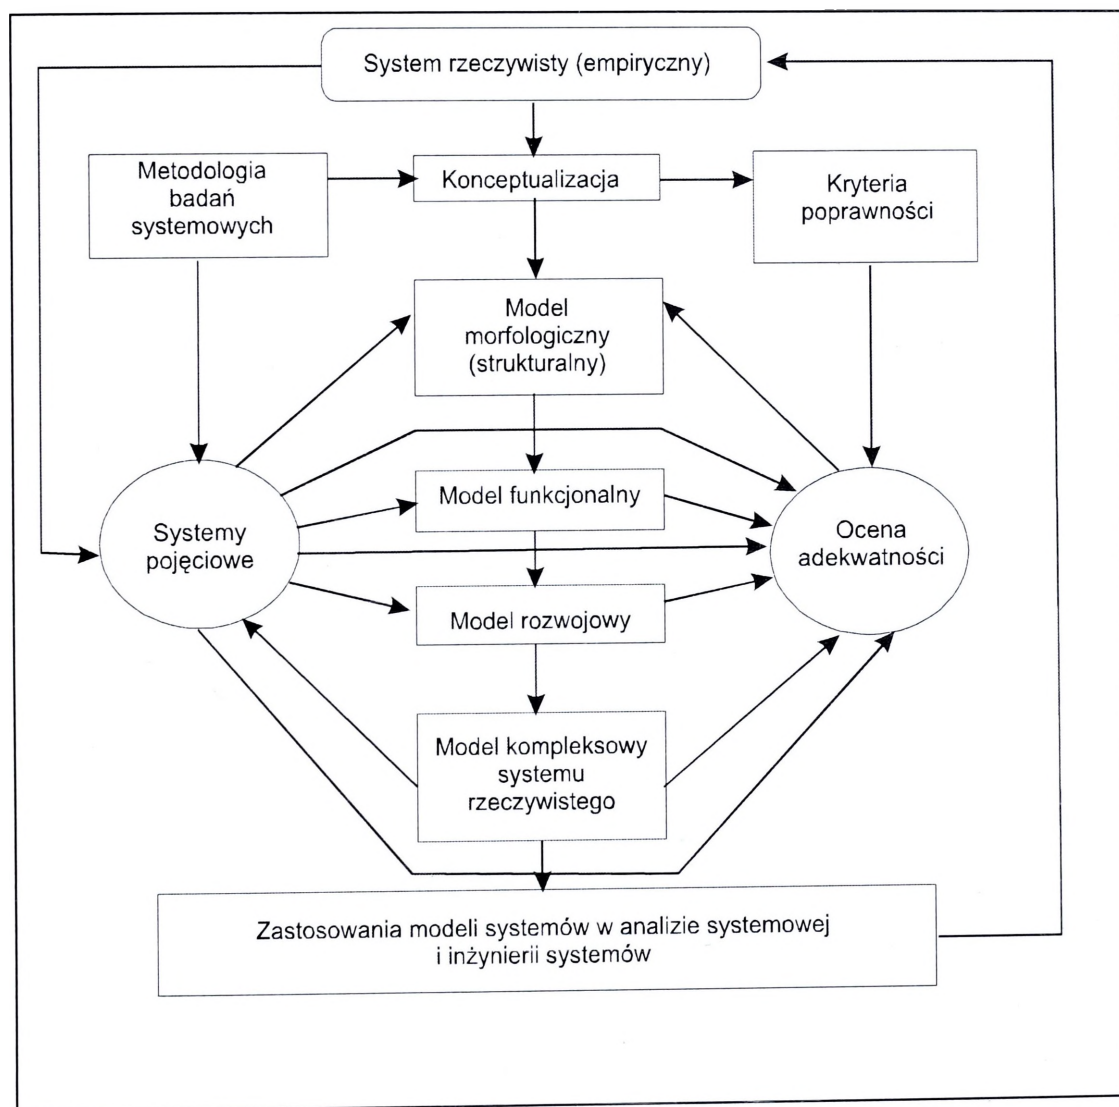 System rzeczywisty (empiryczny)
Metodologia
badań
systemowych
Konceptualizacja
Kryteria
poprawności
Model
morfologiczny
(strukturalny)
Model funkcjonalny
Systemy
pojęciowe
Ocena
adekwatności
Model rozwojowy
Model kompleksowy
systemu
rzeczywistego
Zastosowania modeli systemów w analizie systemowej
i inżynierii systemów